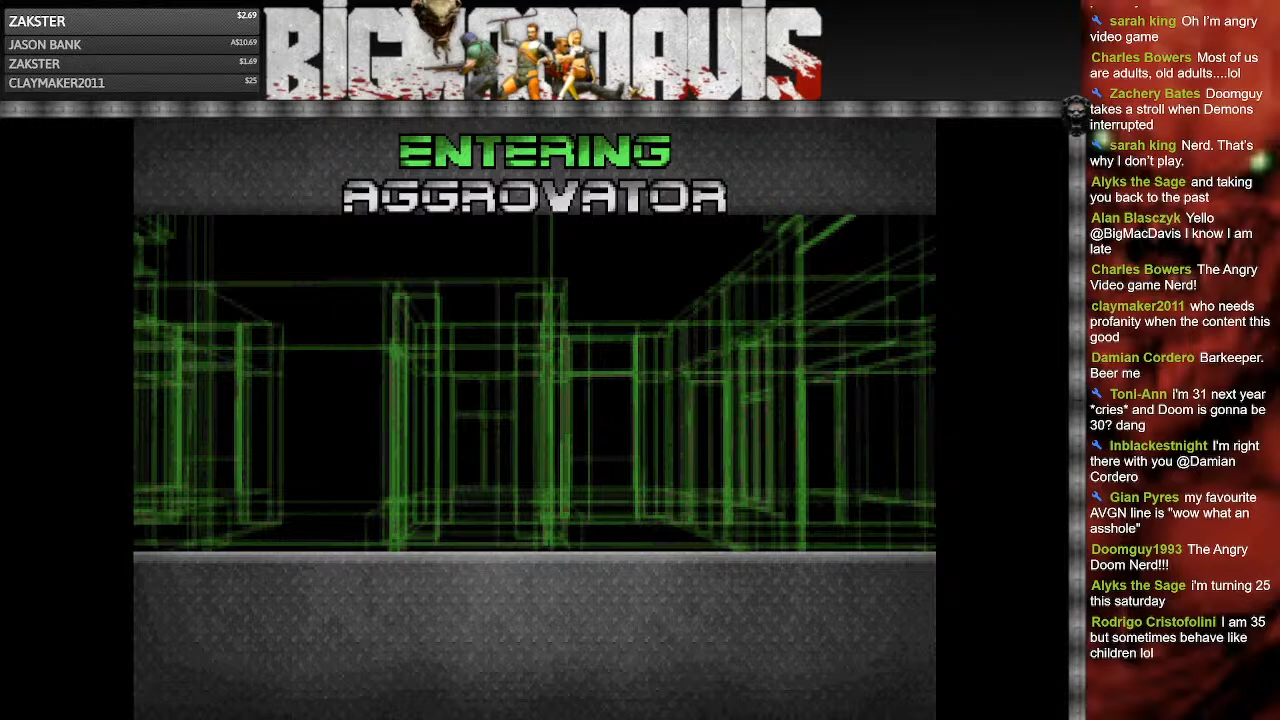 ZAKSTER $2.69
JASON BANK A$10.69
ZAKSTER $1.69
CLAYMAKER2011 $25
BIGMACDAVIS
ENTERING
AGGROVATOR
sarah king Oh I'm angry
video game
Charles Bowers Most of us
are adults, old adults....lol
Zachery Bates Doomguy
takes a stroll when Demons
interrupted
sarah king Nerd. That's
why I don't play.
Alyks the Sage and taking
you back to the past
Alan Blasczyk Yello
@BigMacDavis I know I am
late
Charles Bowers The Angry
Video game Nerd!
claymaker2011 who needs
profanity when the content this
good
Damian Cordero Barkeeper.
Beer me
Toni-Ann I'm 31 next year
*cries* and Doom is gonna be
30? dang
Inblackestnight I'm right
there with you @Damian
Cordero
Gian Pyres my favourite
AVGN line is "wow what an
asshole"
Doomguy1993 The Angry
Doom Nerd!!!
Alyks the Sage i'm turning 25
this saturday
Rodrigo Cristofolini I am 35
but sometimes behave like
children lol